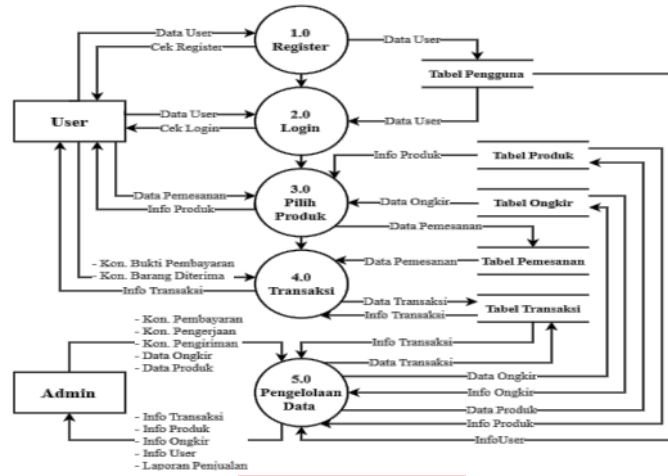 1.0
Register
Data User
Cek Register
Data User
Tabel Pengguna
User
Data User
Cek Login
2.0
Login
Data User
Info Produk
Tabel Produk
Data Pemesanan
Info Produk
3.0
Pilih
Produk
Data Ongkir
Tabel Ongkir
Data Pemesanan
- Kon. Bukti Pembayaran
- Kon. Barang Diterima
Info Transaksi
4.0
Transaksi
Data Pemesanan
Tabel Pemesanan
Data Transaksi
Info Transaksi
Tabel Transaksi
- Kon. Pembayaran
- Kon. Pengerjaan
- Kon. Pengiriman
- Data Ongkir
- Data Produk
Info Transaksi
Data Transaksi
Admin
5.0
Pengelolaan
Data
Data Ongkir
Info Ongkir
Data Produk
Info Produk
InfoUser
- Info Transaksi
- Info Produk
- Info Ongkir
- Info User
- Laporan Penjualan